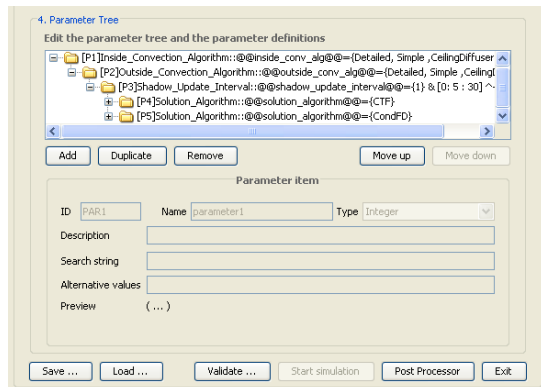 4. Parameter Tree
Edit the parameter tree and the parameter definitions
[P1]Inside_Convection_Algorithm::@@inside_conv_alg@@={Detailed, Simple ,CeilingDiffuser
[P2]Outside_Convection_Algorithm::@@outside_conv_alg@@={Detailed, Simple ,Ceiling
[P3]Shadow_Update_Interval::@@shadow_update_interval@@={1} & [0: 5 : 30] ^-
[P4]Solution_Algorithm::@@solution_algorithm@@={CTF}
[P5]Solution_Algorithm::@@solution_algorithm@@={CondFD}
Add Duplicate Remove Move up Move down
Parameter item
ID PAR1 Name parameter1 Type Integer
Description
Search string
Alternative values
Preview ( ... )
Save ... Load ... Validate ... Start simulation Post Processor Exit